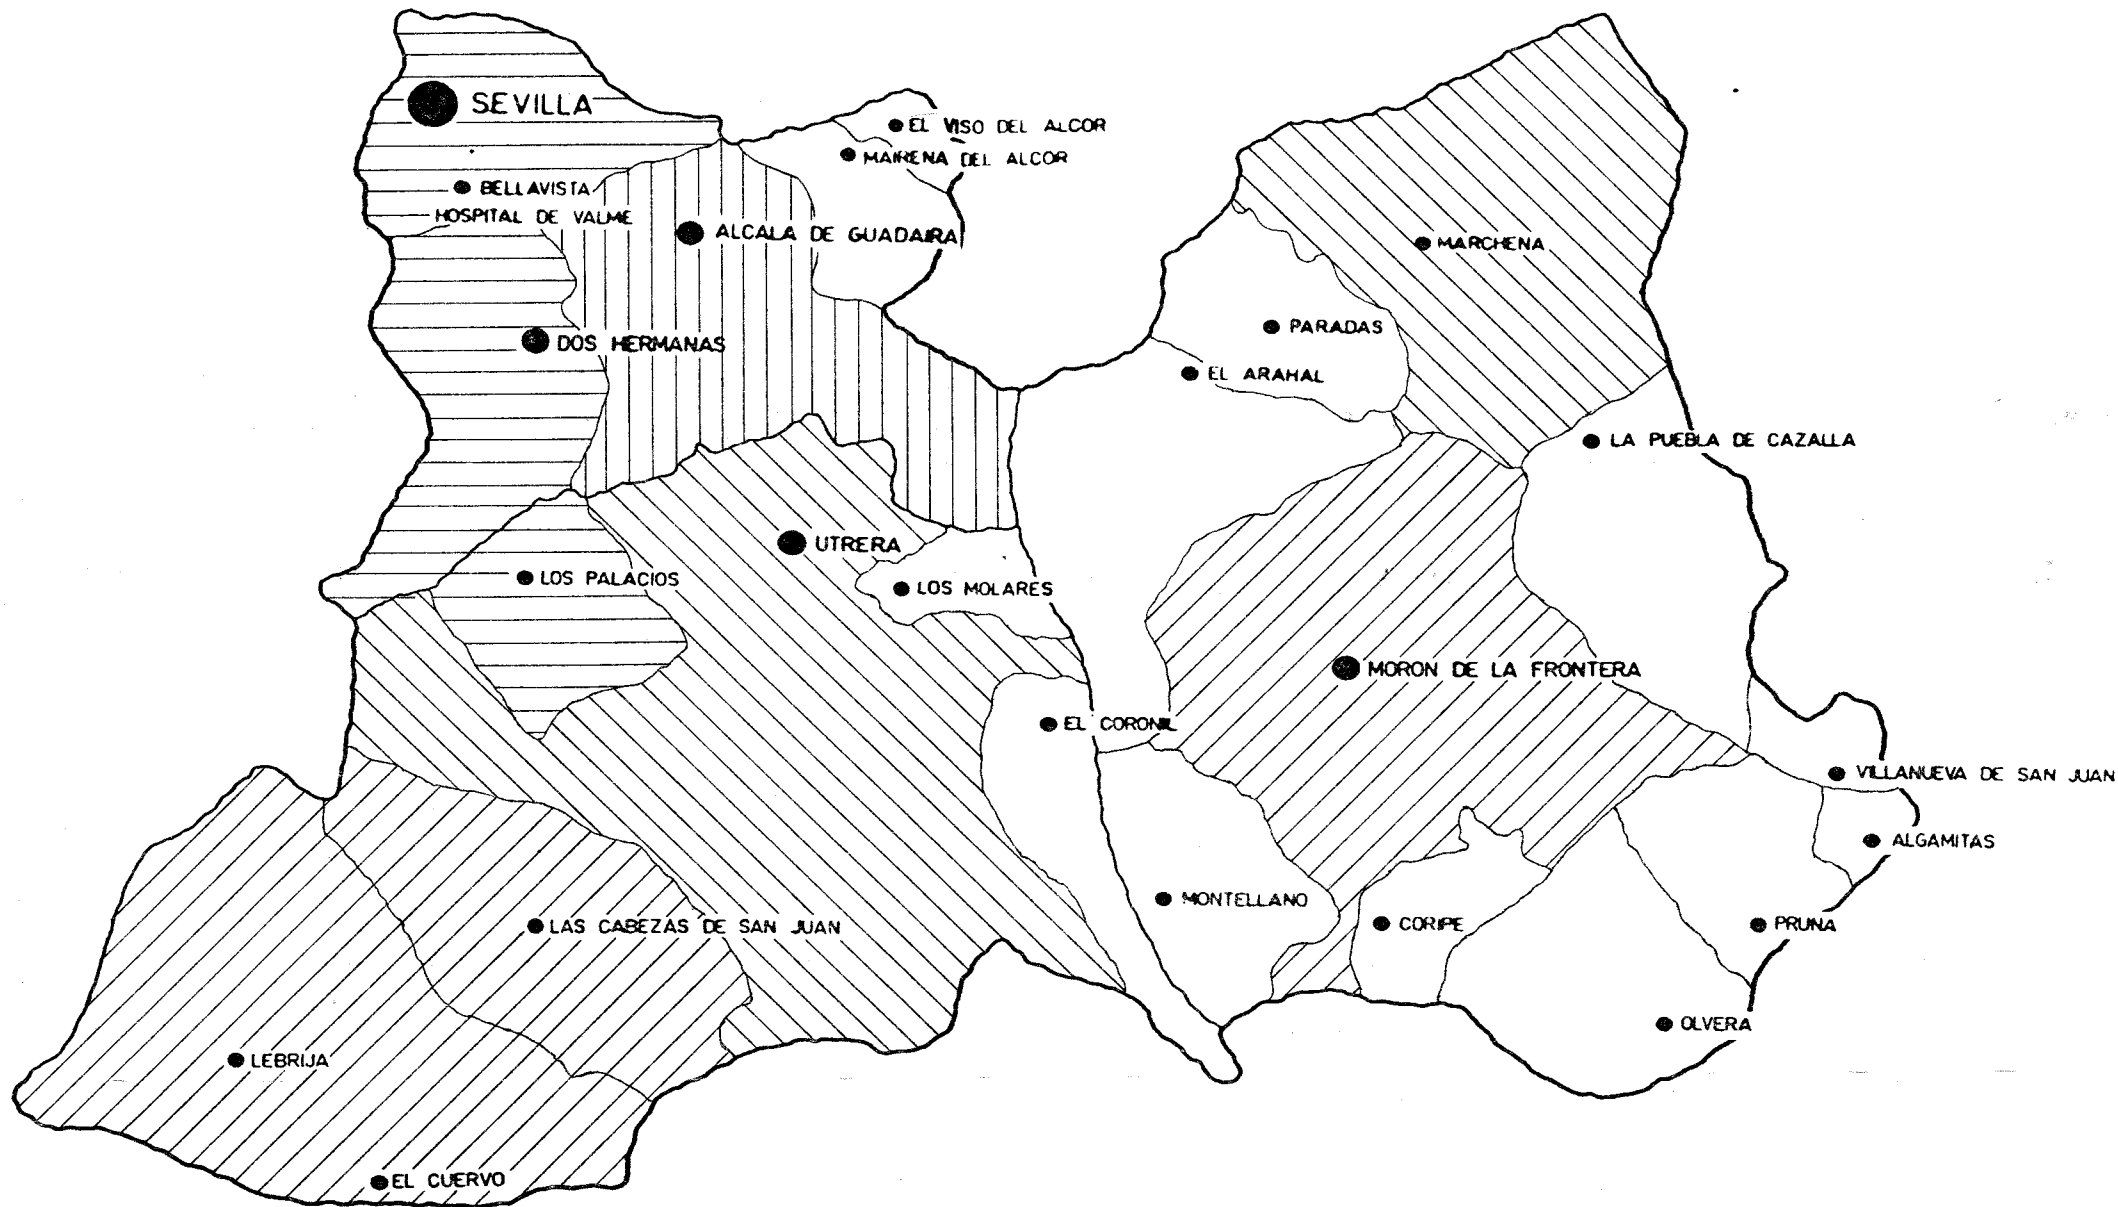 SEVILLA
EL VISO DEL ALCOR
MAIRENA DEL ALCOR
BELLAVISTA
HOSPITAL DE VALME
ALCALA DE GUADAIRA
MARCHENA
PARADAS
DOS HERMANAS
EL ARAHAL
LA PUEBLA DE CAZALLA
UTRERA
LOS PALACIOS
LOS MOLARES
MORON DE LA FRONTERA
EL CORONIL
VILLANUEVA DE SAN JUAN
ALGAMITAS
MONTELLANO
CORIPE
PRUNA
LAS CABEZAS DE SAN JUAN
OLVERA
LEBRIJA
EL CUERVO